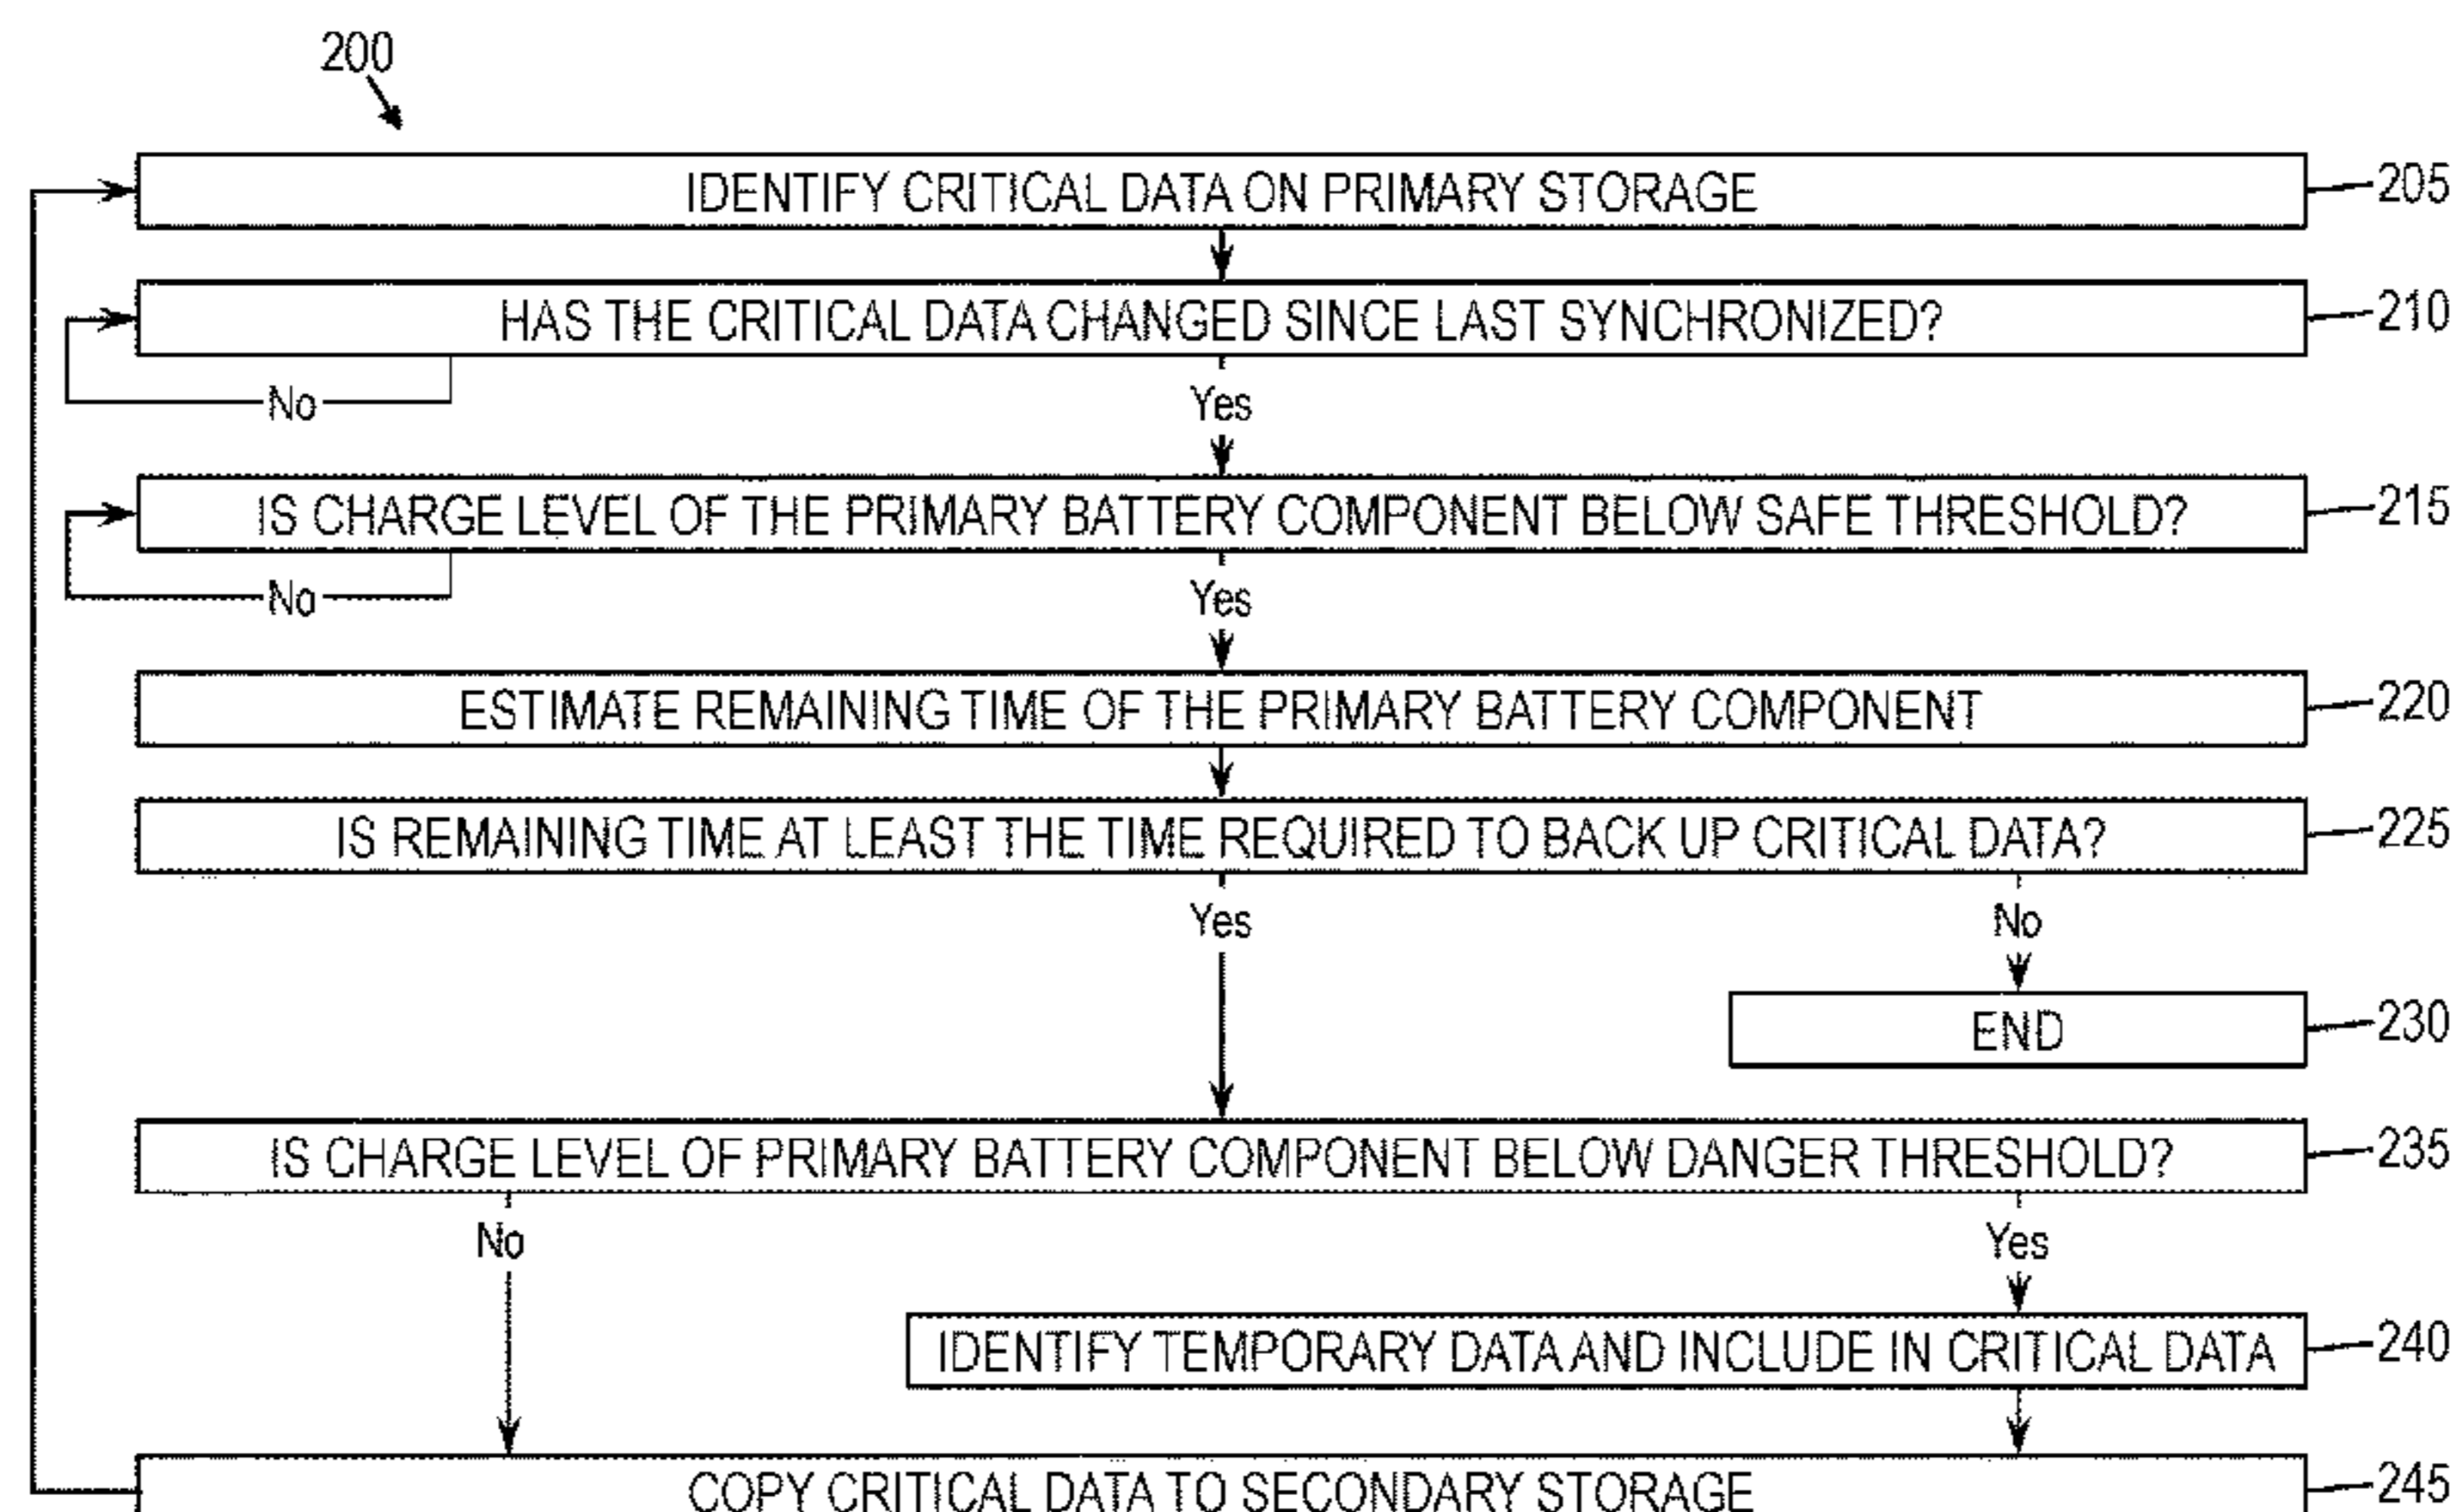 200
IDENTIFY CRITICAL DATA ON PRIMARY STORAGE
205
HAS THE CRITICAL DATA CHANGED SINCE LAST SYNCHRONIZED?
210
No
Yes
IS CHARGE LEVEL OF THE PRIMARY BATTERY COMPONENT BELOW SAFE THRESHOLD?
215
No
Yes
ESTIMATE REMAINING TIME OF THE PRIMARY BATTERY COMPONENT
220
IS REMAINING TIME AT LEAST THE TIME REQUIRED TO BACK UP CRITICAL DATA?
225
Yes
No
END
230
IS CHARGE LEVEL OF PRIMARY BATTERY COMPONENT BELOW DANGER THRESHOLD?
235
No
Yes
IDENTIFY TEMPORARY DATA AND INCLUDE IN CRITICAL DATA
240
COPY CRITICAL DATA TO SECONDARY STORAGE
245